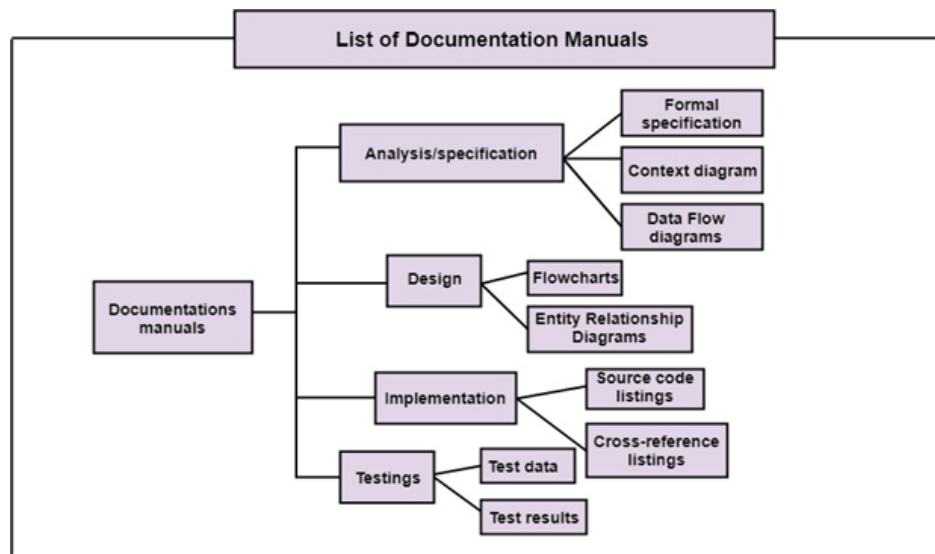 List of Documentation Manuals
Formal
specification
Analysis/specification
Context diagram
Data Flow
diagrams
Design
Flowcharts
Documentations
manuals
Entity Relationship
Diagrams
Implementation
Source code
listings
Cross-reference
listings
Testings
Test data
Test results